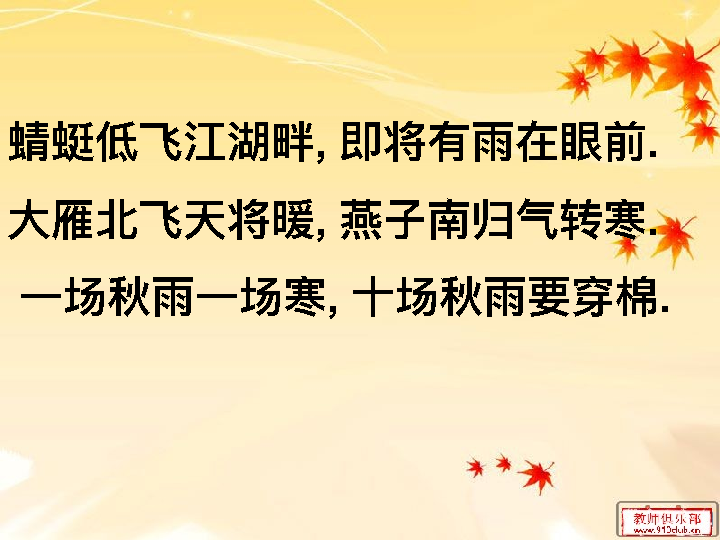 蜻蜓低飞江湖畔, 即将有雨在眼前.
大雁北飞天将暖, 燕子南归气转寒.
一场秋雨一场寒, 十场秋雨要穿棉.
教师俱乐部
www.910club.cn